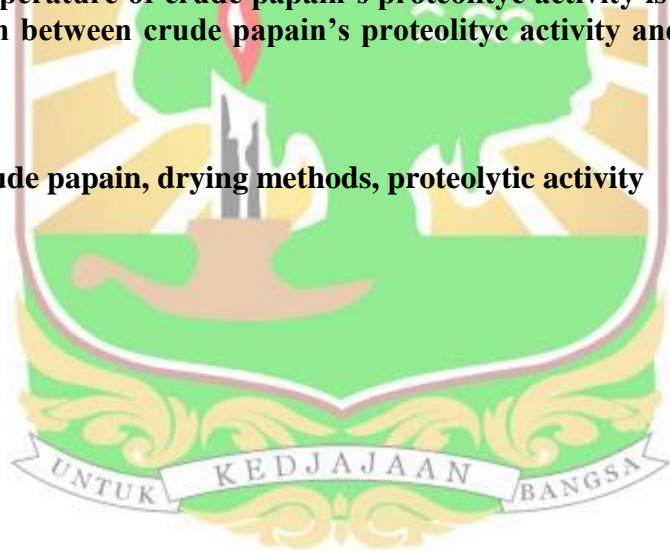 perature of crude papain's proteolityc activity is
n between crude papain's proteolityc activity and
ude papain, drying methods, proteolytic activity
UNTUK KEDJAJAAN BANGSA